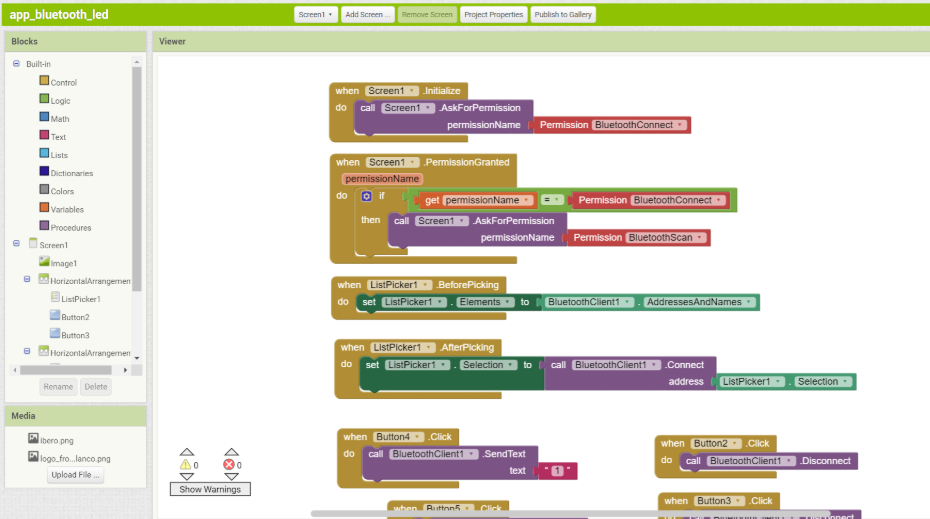 app_bluetooth_led
Screen1 Add Screen ... Remove Screen Project Properties Publish to Gallery
Blocks
Viewer
Built-in
Control
Logic
Math
Text
Lists
Dictionaries
Colors
Variables
Procedures
Screen1
Image1
HorizontalArrangemen
ListPicker1
Button2
Button3
HorizontalArrangemen
Rename Delete
Media
lbero.png
logo_fro...lanco.png
Upload File ...
0 0
Show Warnings
when Screen1 .Initialize
do call Screen1 .AskForPermission
permissionName Permission BluetoothConnect
when Screen1 .PermissionGranted
permissionName
do if get permissionName = Permission BluetoothConnect
then call Screen1 .AskForPermission
permissionName Permission BluetoothScan
when ListPicker1 .BeforePicking
do set ListPicker1 . Elements to BluetoothClient1 . AddressesAndNames
when ListPicker1 .AfterPicking
do set ListPicker1 . Selection to call BluetoothClient1 .Connect
address ListPicker1 . Selection
when Button4 .Click
do call BluetoothClient1 .SendText
text " 1 "
when Button2 .Click
do call BluetoothClient1 .Disconnect
when Button5 .Click
when Button3 .Click